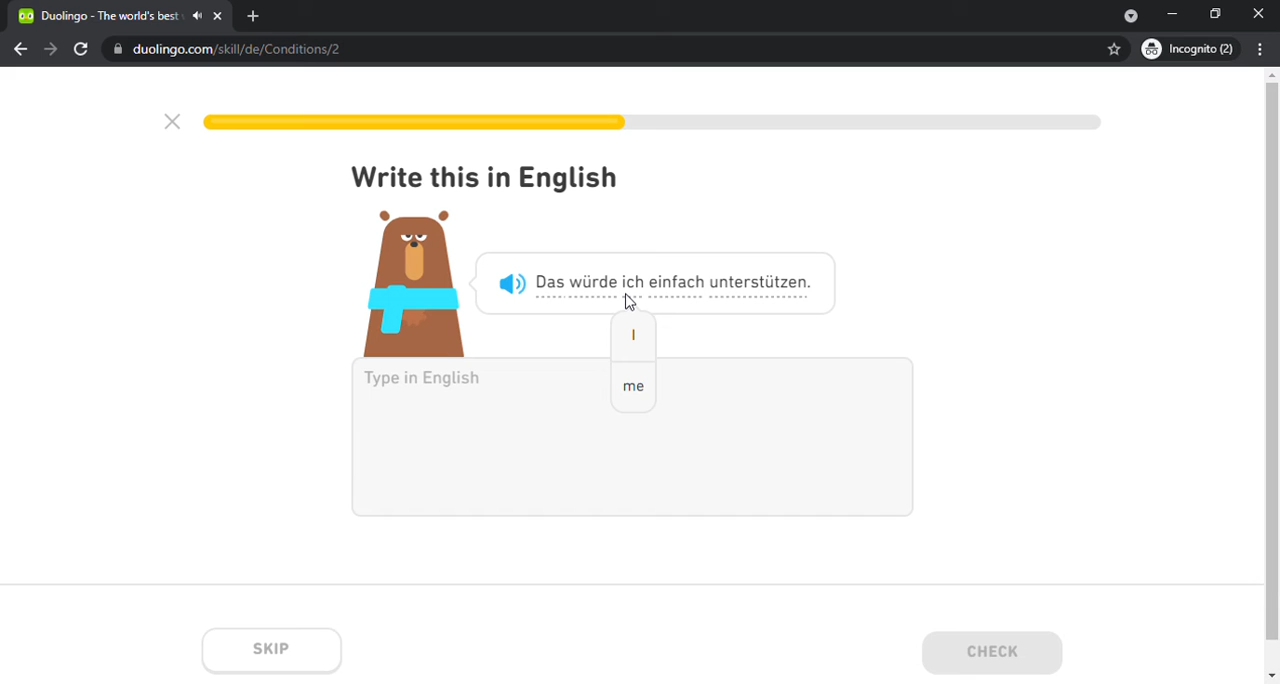 Duolingo - The world's best
duolingo.com/skill/de/Conditions/2
Incognito (2)
Write this in English
Das würde ich einfach unterstützen.
I
me
Type in English
SKIP
CHECK